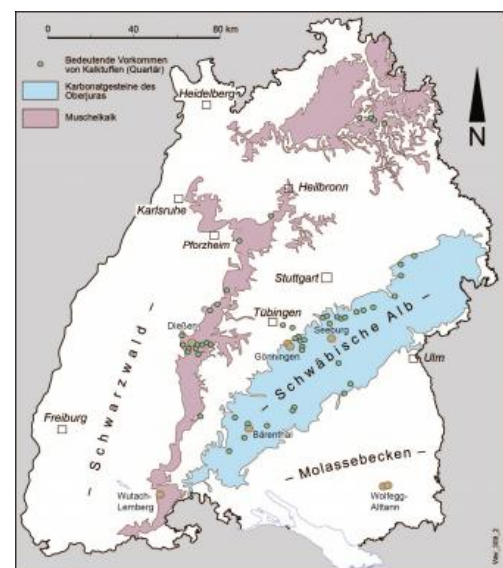 0 40 80 km
Bedeutende Vorkommen
von Kalktuffen (Quartär)
Karbonatgesteine des
Oberjuras
Muschelkalk
N
Heidelberg
Heilbronn
Karlsruhe
Pforzheim
Stuttgart
Tübingen
Dießen
Seeburg
Gönningen
– Schwäbische Alb –
Ulm
– Schwarzwald –
Freiburg
Bärenthal
– Molassebecken –
Wutach-
Lemberg
Wolfegg-
Alttann